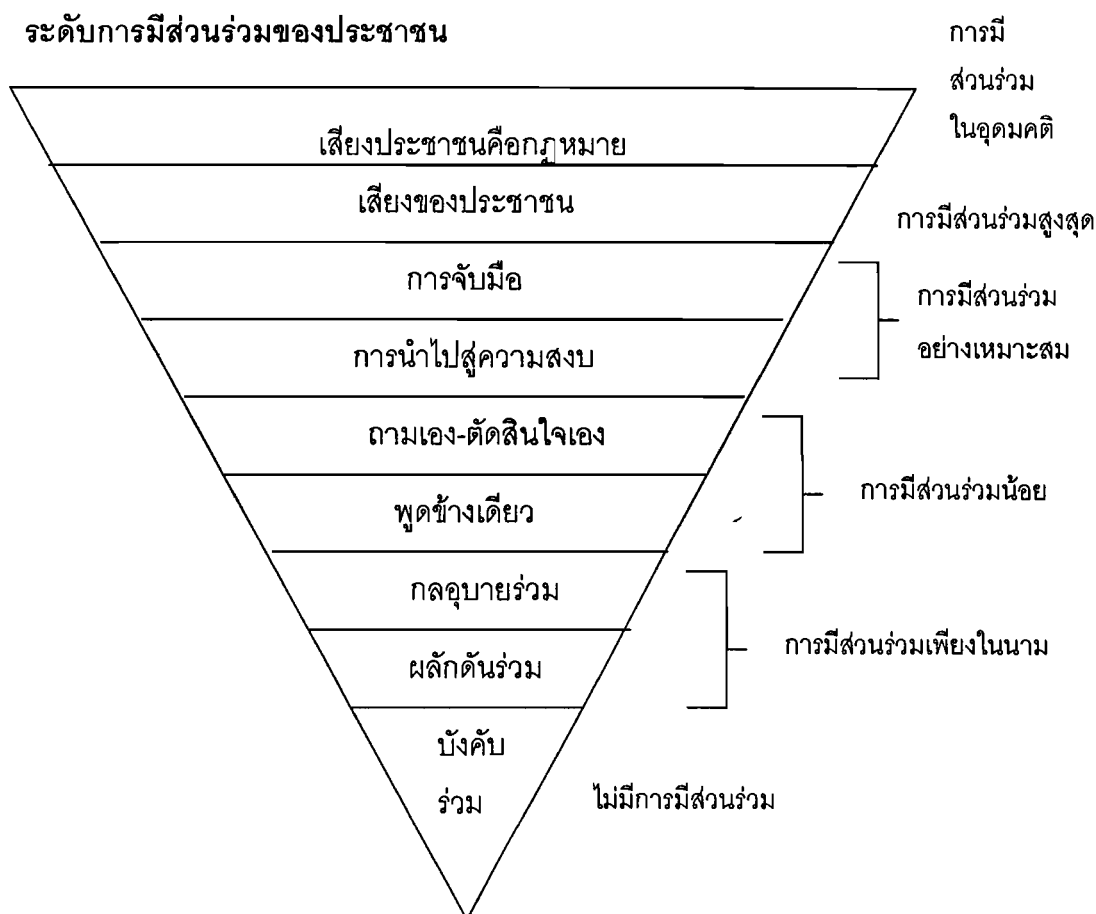 ระดับการมีส่วนร่วมของประชาชน
การมี
ส่วนร่วม
ในอุดมคติ
เสียงประชาชนคือกฎหมาย
เสียงของประชาชน
การมีส่วนร่วมสูงสุด
การจับมือ
การมีส่วนร่วม
อย่างเหมาะสม
การนำไปสู่ความสงบ
ถามเอง-ตัดสินใจเอง
การมีส่วนร่วมน้อย
พูดข้างเดียว
กลอุบายร่วม
การมีส่วนร่วมเพียงในนาม
ผลักดันร่วม
บังคับ
ร่วม
ไม่มีการมีส่วนร่วม